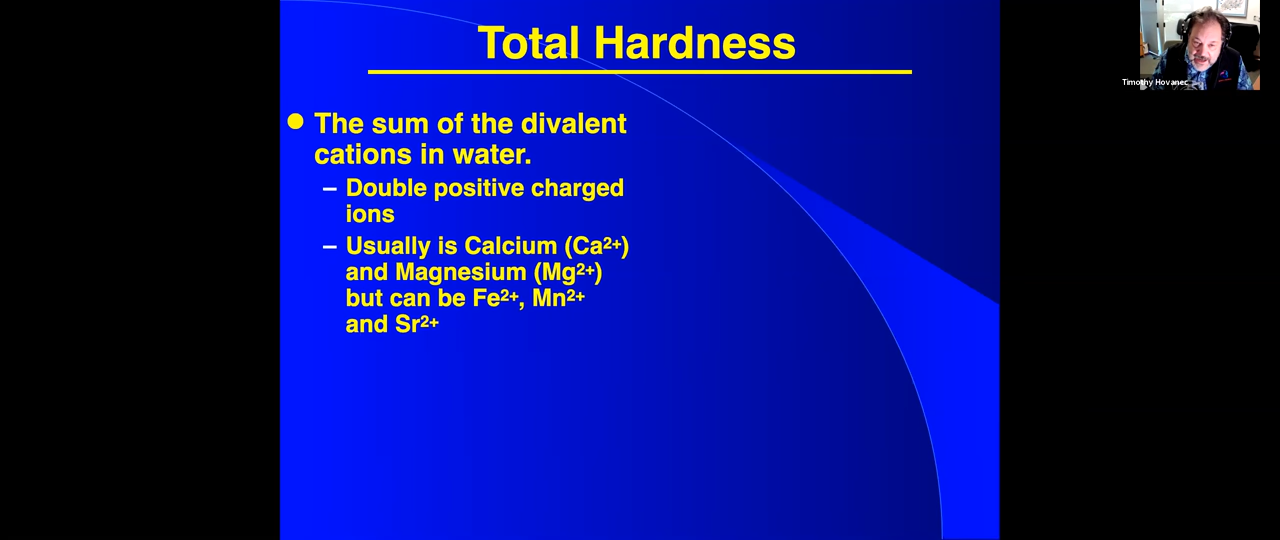 Total Hardness
Timothy Hovanec
The sum of the divalent
cations in water.
– Double positive charged
ions
– Usually is Calcium (Ca²⁺)
and Magnesium (Mg²⁺)
but can be Fe²⁺, Mn²⁺
and Sr²⁺